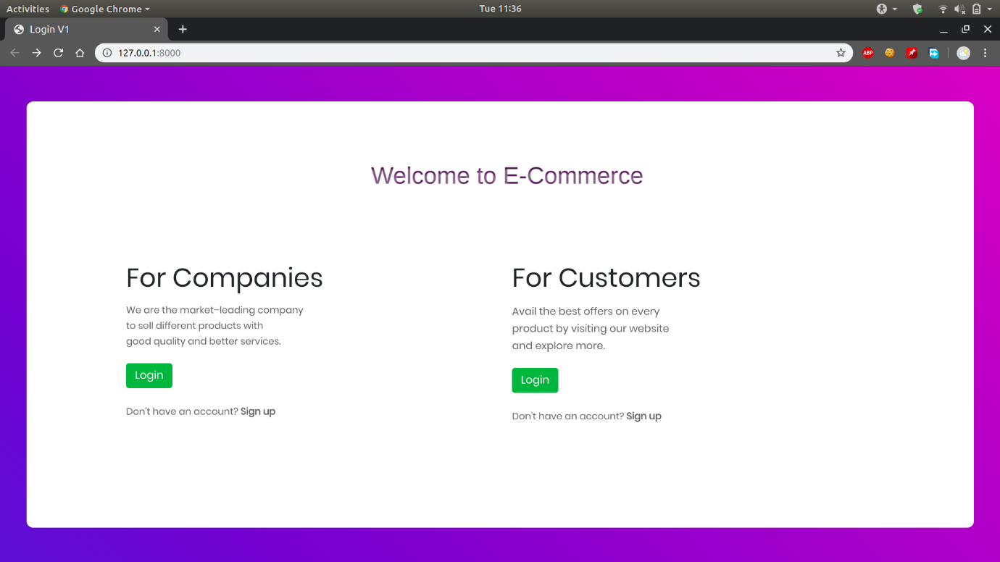 Activities Google Chrome Tue 11:36
Login V1
127.0.0.1:8000
ABP
Welcome to E-Commerce
For Companies
We are the market–leading company
to sell different products with
good quality and better services.
Login
Don't have an account? Sign up
For Customers
Avail the best offers on every
product by visiting our website
and explore more.
Login
Don't have an account? Sign up